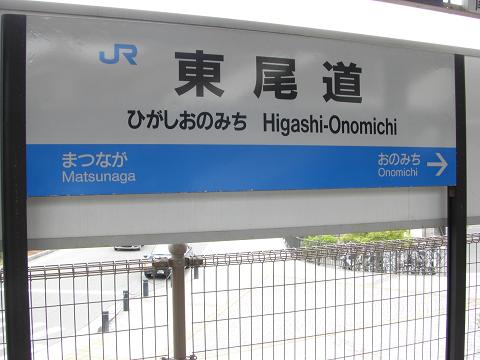 JR 東尾道
ひがしおのみち Higashi-Onomichi
まつなが おのみち →
Matsunaga Onomichi